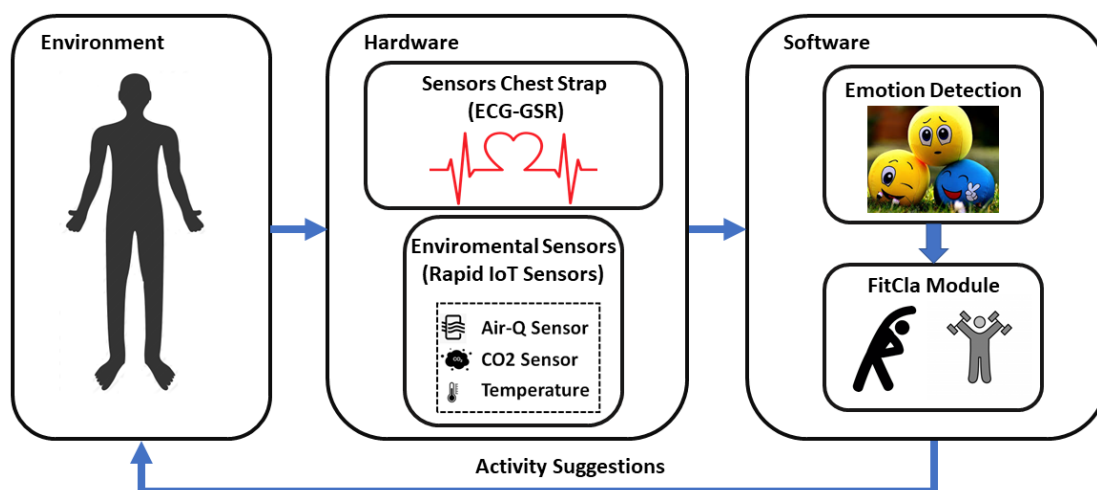 Environment
Hardware
Sensors Chest Strap
(ECG-GSR)
Enviromental Sensors
(Rapid IoT Sensors)
Air-Q Sensor
CO2 Sensor
Temperature
Software
Emotion Detection
FitCla Module
Activity Suggestions